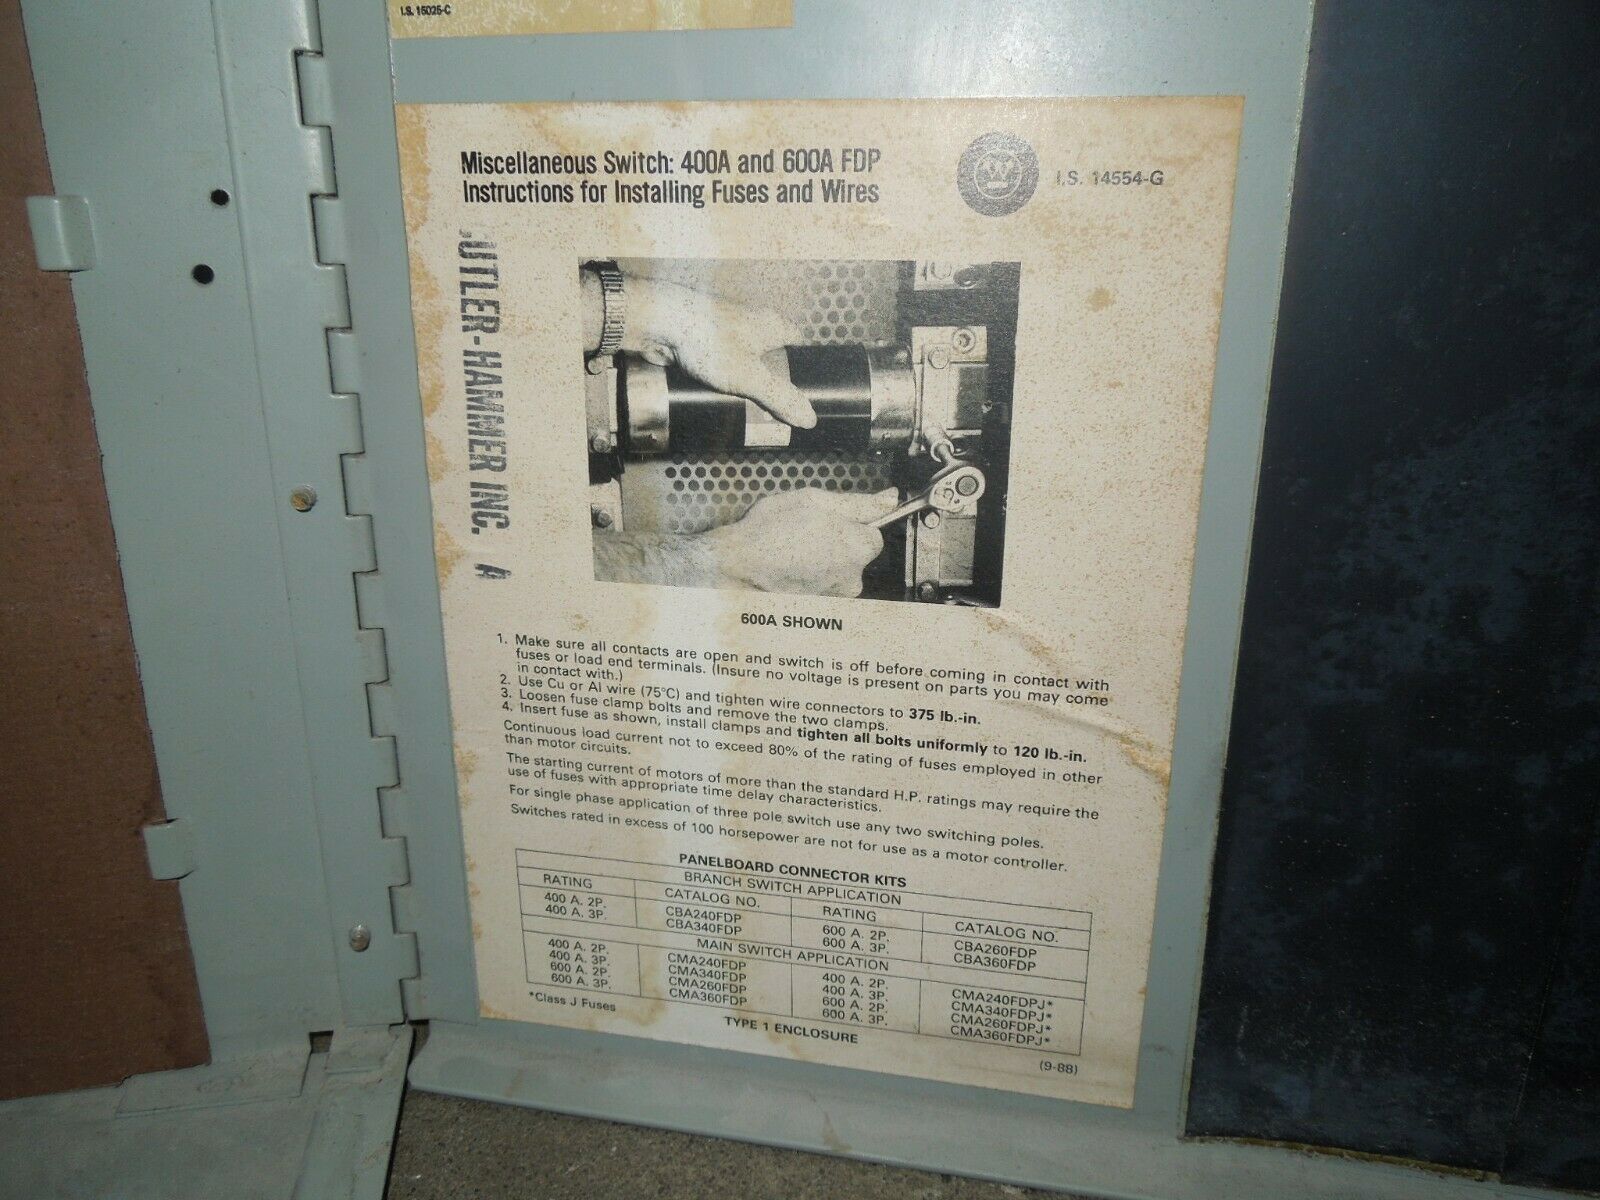 I.S. 15025-C
Miscellaneous Switch: 400A and 600A FDP
Instructions for Installing Fuses and Wires
W
I.S. 14554-G
CUTLER-HAMMER INC. A
600A SHOWN
1. Make sure all contacts are open and switch is off before coming in contact with
fuses or load end terminals. (Insure no voltage is present on parts you may come
in contact with.)
2. Use Cu or Al wire (75°C) and tighten wire connectors to 375 lb.-in.
3. Loosen fuse clamp bolts and remove the two clamps.
4. Insert fuse as shown, install clamps and tighten all bolts uniformly to 120 lb.-in.
Continuous load current not to exceed 80% of the rating of fuses employed in other
than motor circuits.
The starting current of motors of more than the standard H.P. ratings may require the
use of fuses with appropriate time delay characteristics.
For single phase application of three pole switch use any two switching poles.
Switches rated in excess of 100 horsepower are not for use as a motor controller.
PANELBOARD CONNECTOR KITS
BRANCH SWITCH APPLICATION
RATING CATALOG NO. RATING CATALOG NO.
400 A. 2P. CBA240FDP 600 A. 2P. CBA260FDP
400 A. 3P. CBA340FDP 600 A. 3P. CBA360FDP
MAIN SWITCH APPLICATION
400 A. 2P. CMA240FDP 400 A. 2P. CMA240FDPJ*
400 A. 3P. CMA340FDP 400 A. 3P. CMA340FDPJ*
600 A. 2P. CMA260FDP 600 A. 2P. CMA260FDPJ*
600 A. 3P. CMA360FDP 600 A. 3P. CMA360FDPJ*
*Class J Fuses
TYPE 1 ENCLOSURE
(9-88)